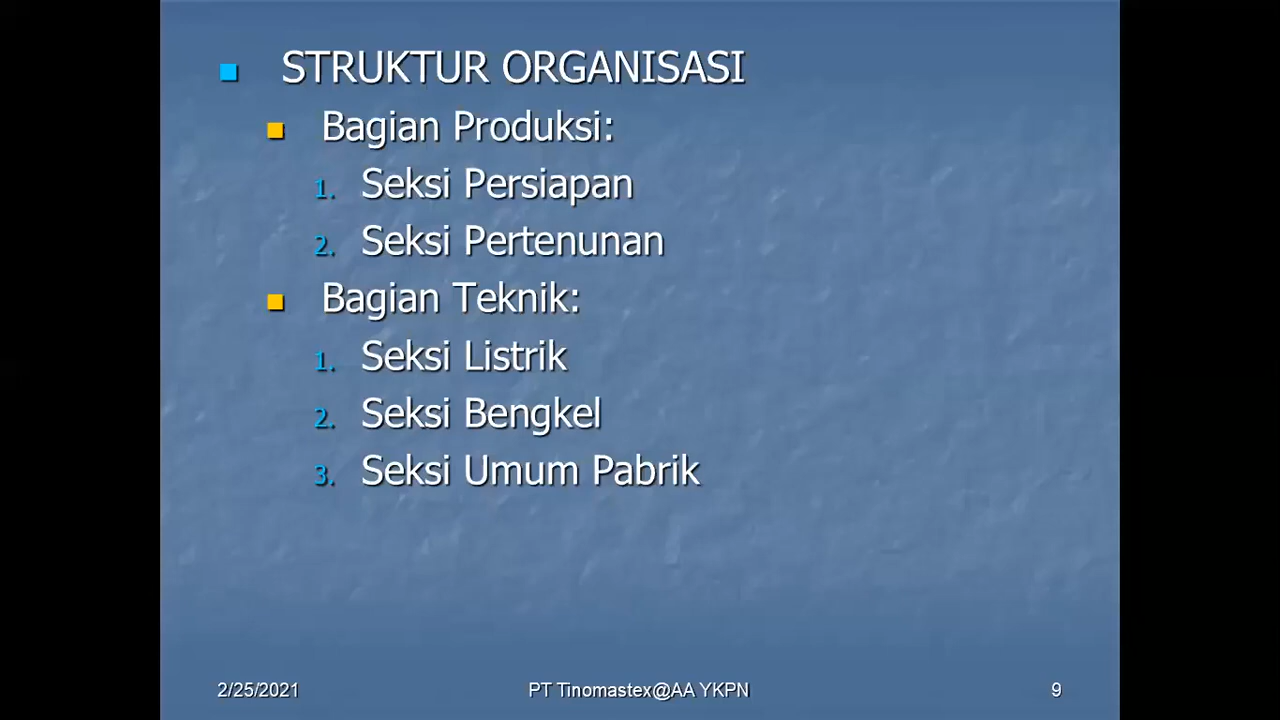 STRUKTUR ORGANISASI
Bagian Produksi:
1. Seksi Persiapan
2. Seksi Pertenunan
Bagian Teknik:
1. Seksi Listrik
2. Seksi Bengkel
3. Seksi Umum Pabrik
2/25/2021 PT Tinomastex@AA YKPN 9